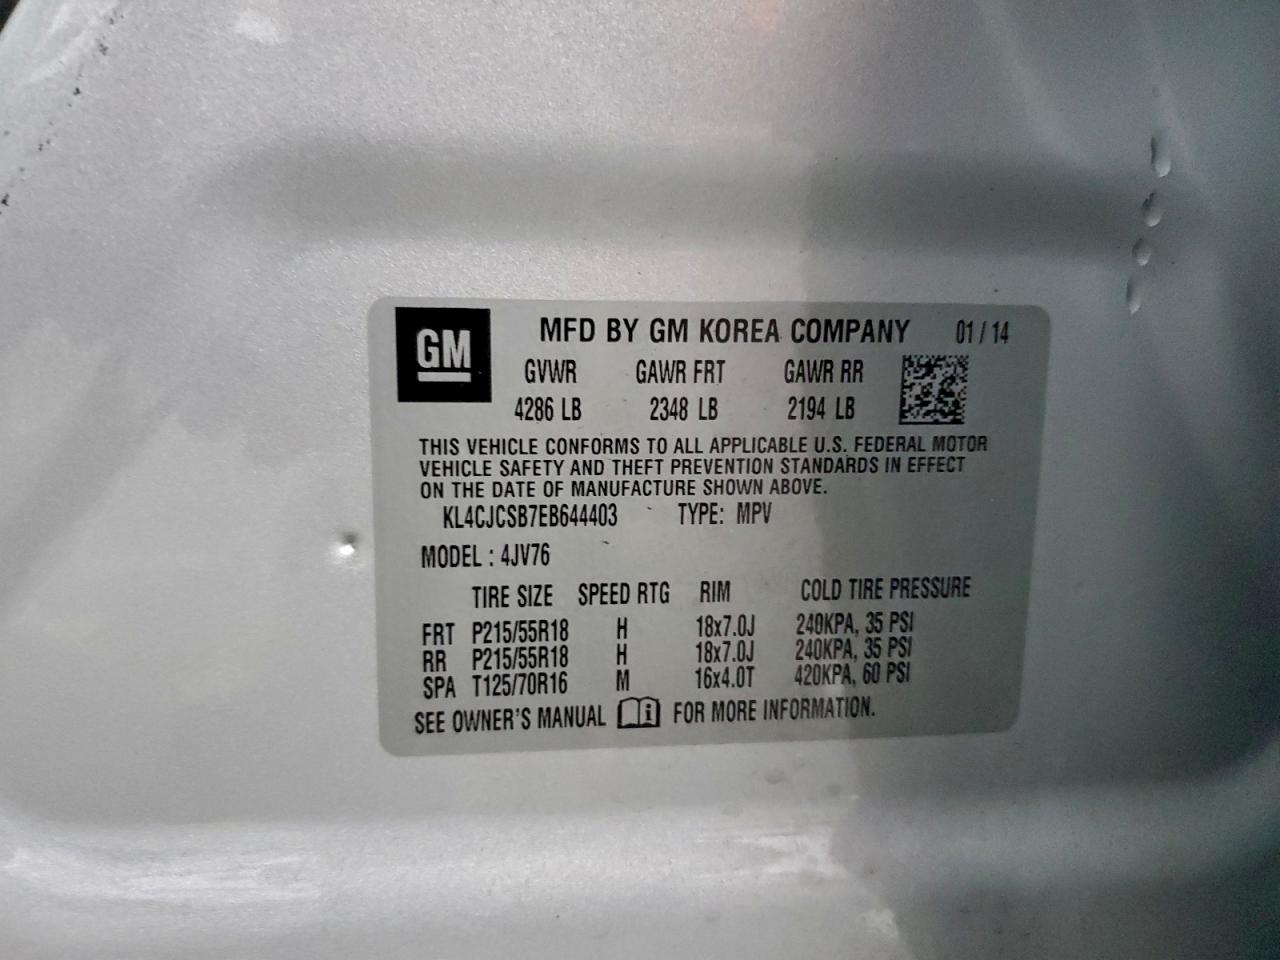 GM
MFD BY GM KOREA COMPANY 01 / 14
GVWR GAWR FRT GAWR RR
4286 LB 2348 LB 2194 LB
THIS VEHICLE CONFORMS TO ALL APPLICABLE U.S. FEDERAL MOTOR
VEHICLE SAFETY AND THEFT PREVENTION STANDARDS IN EFFECT
ON THE DATE OF MANUFACTURE SHOWN ABOVE.
KL4CJCSB7EB644403 TYPE: MPV
MODEL : 4JV76
TIRE SIZE SPEED RTG RIM COLD TIRE PRESSURE
FRT P215/55R18 H 18x7.0J 240KPA, 35 PSI
RR P215/55R18 H 18x7.0J 240KPA, 35 PSI
SPA T125/70R16 M 16x4.0T 420KPA, 60 PSI
SEE OWNER'S MANUAL i FOR MORE INFORMATION.